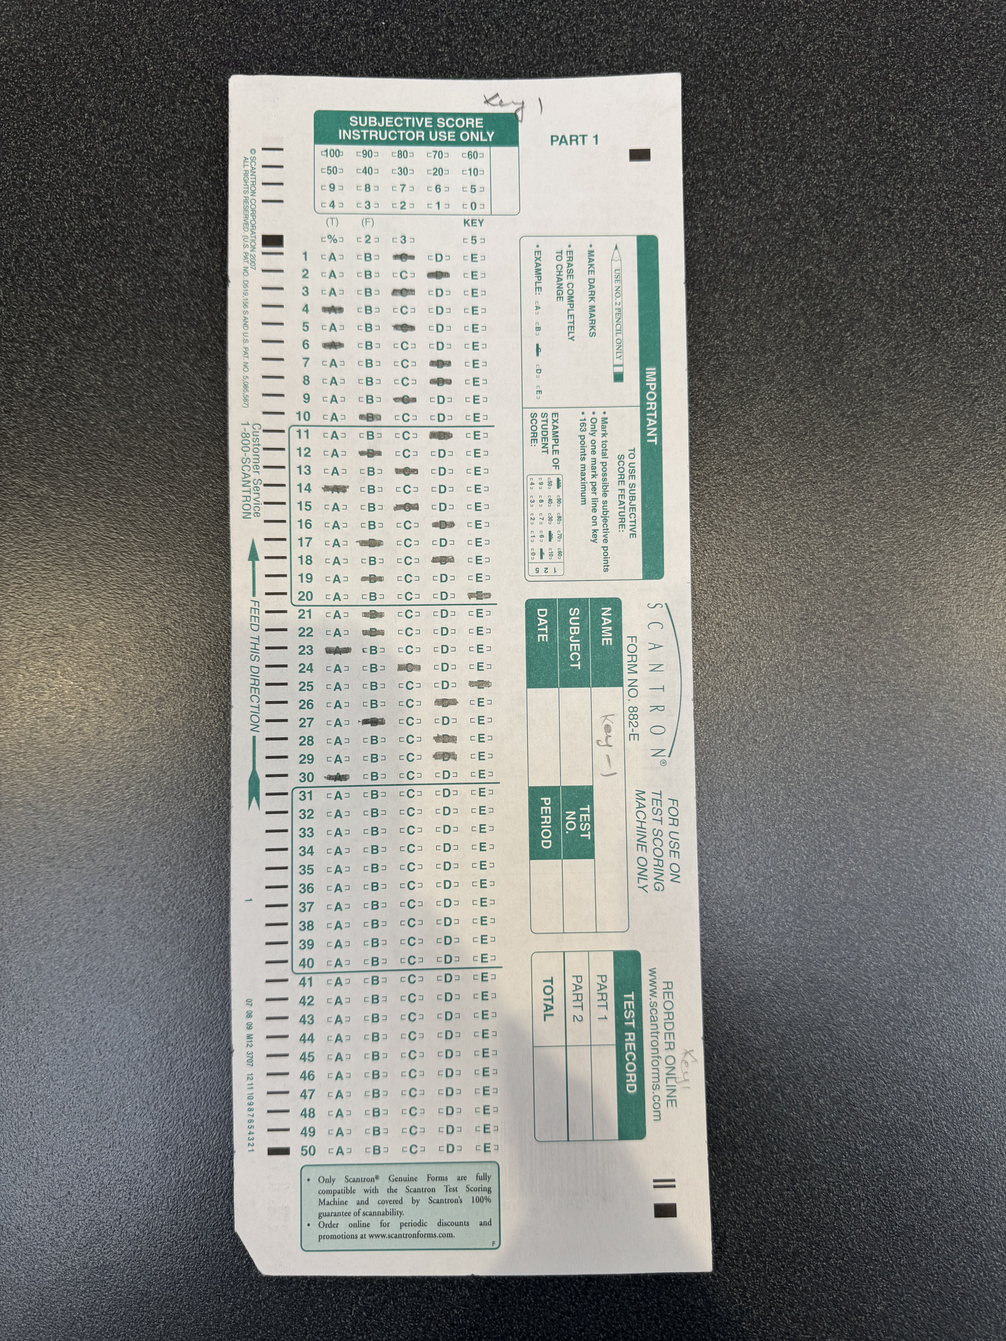 Key 1
SUBJECTIVE SCORE
INSTRUCTOR USE ONLY
100 90 80 70 60
50 40 30 20 10
9 8 7 6 5
4 3 2 1 0
(T) (F) KEY
% 2 3 5
1 A B C D E
2 A B C D E
3 A B C D E
4 A B C D E
5 A B C D E
6 A B C D E
7 A B C D E
8 A B C D E
9 A B C D E
10 A B C D E
11 A B C D E
12 A B C D E
13 A B C D E
14 A B C D E
15 A B C D E
16 A B C D E
17 A B C D E
18 A B C D E
19 A B C D E
20 A B C D E
21 A B C D E
22 A B C D E
23 A B C D E
24 A B C D E
25 A B C D E
26 A B C D E
27 A B C D E
28 A B C D E
29 A B C D E
30 A B C D E
31 A B C D E
32 A B C D E
33 A B C D E
34 A B C D E
35 A B C D E
36 A B C D E
37 A B C D E
38 A B C D E
39 A B C D E
40 A B C D E
41 A B C D E
42 A B C D E
43 A B C D E
44 A B C D E
45 A B C D E
46 A B C D E
47 A B C D E
48 A B C D E
49 A B C D E
50 A B C D E
• Only Scantron® Genuine Forms are fully
compatible with the Scantron Test Scoring
Machine and covered by Scantron's 100%
guarantee of scannability.
• Order online for periodic discounts and
promotions at www.scantronforms.com.
F
PART 1
IMPORTANT
USE NO. 2 PENCIL ONLY
• MAKE DARK MARKS
• ERASE COMPLETELY
TO CHANGE
• EXAMPLE: A B D E
TO USE SUBJECTIVE
SCORE FEATURE:
• Mark total possible subjective points
• Only one mark per line on key
• 163 points maximum
EXAMPLE OF
STUDENT
SCORE:
SCANTRON®
FORM NO. 882-E
FOR USE ON
TEST SCORING
MACHINE ONLY
NAME Key-1
SUBJECT
TEST
NO.
DATE
PERIOD
REORDER ONLINE
www.scantronforms.com
Key 1
TEST RECORD
PART 1
PART 2
TOTAL
© SCANTRON CORPORATION 2007
ALL RIGHTS RESERVED.
Customer Service
1-800-SCANTRON
FEED THIS DIRECTION
1
07 08 09 M12 3707 12 11 10 9 8 7 6 5 4 3 2 1